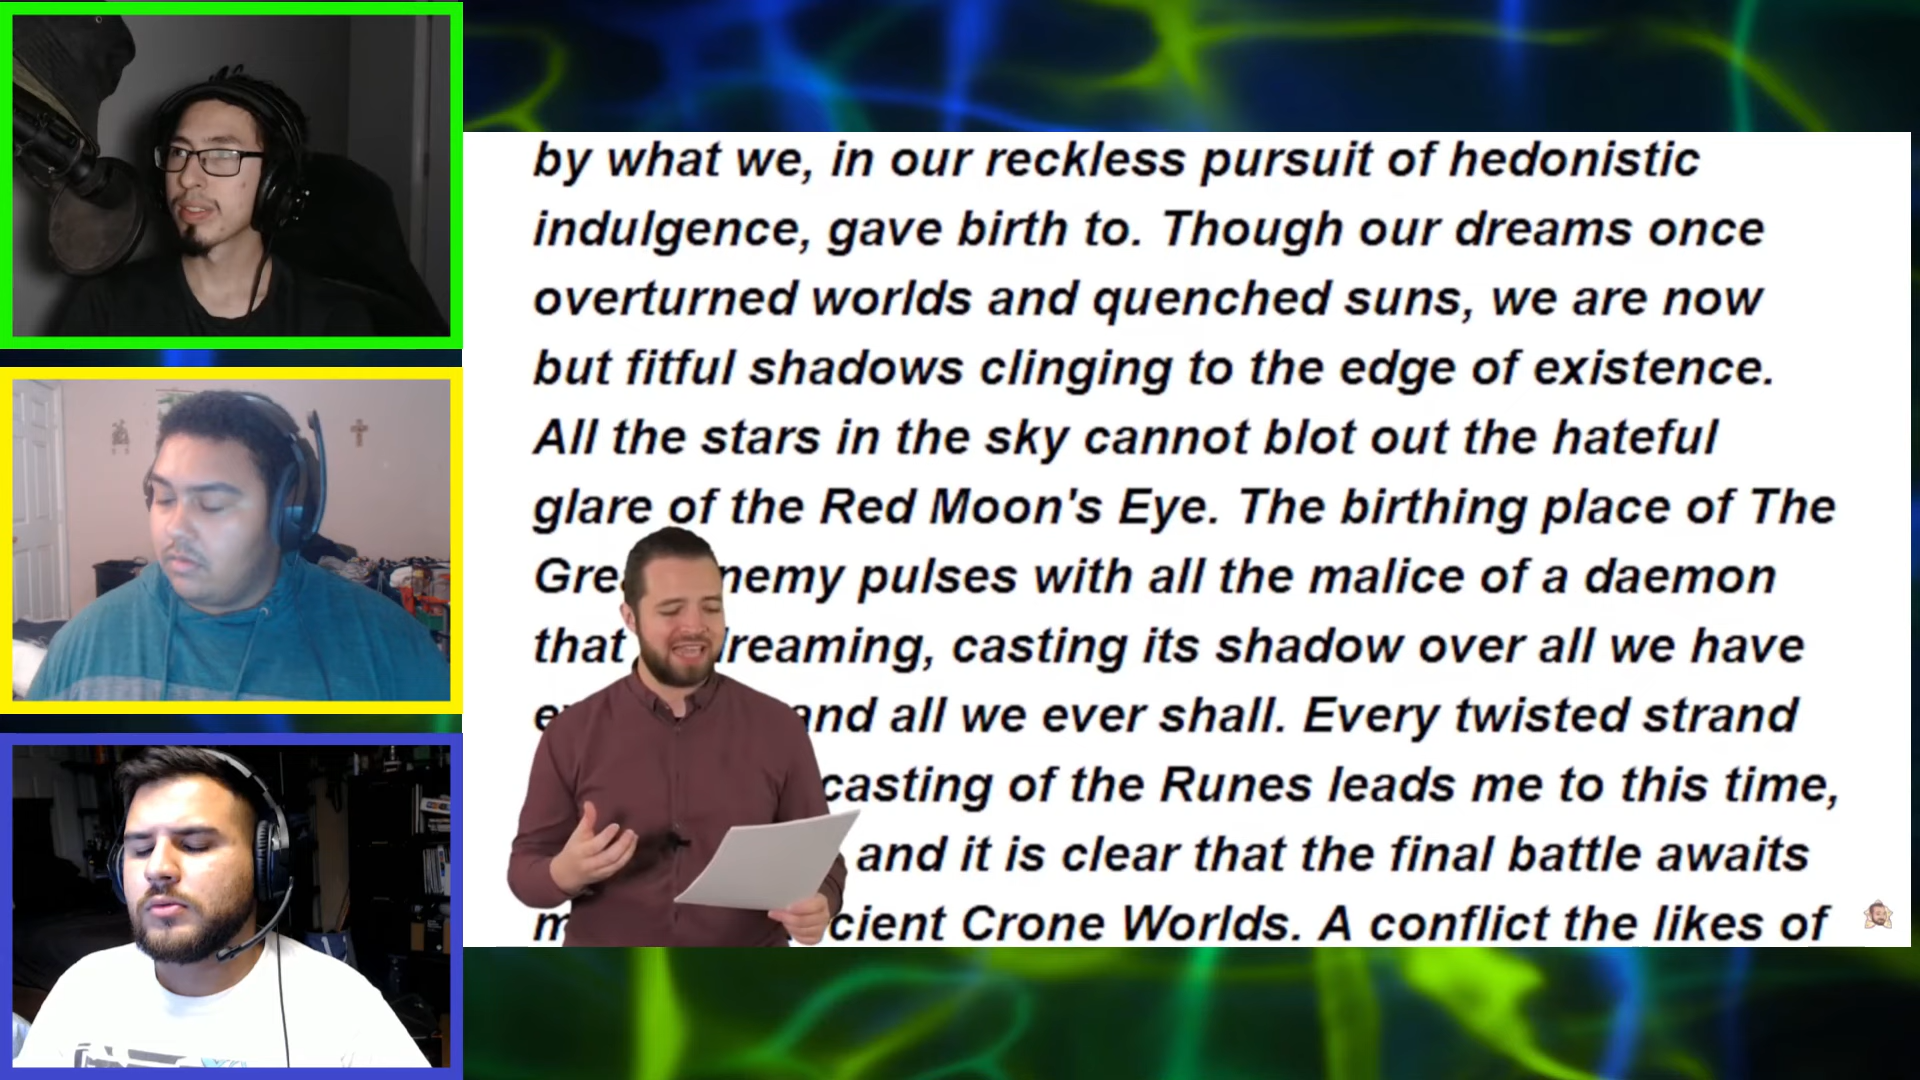 by what we, in our reckless pursuit of hedonistic
indulgence, gave birth to. Though our dreams once
overturned worlds and quenched suns, we are now
but fitful shadows clinging to the edge of existence.
All the stars in the sky cannot blot out the hateful
glare of the Red Moon's Eye. The birthing place of The
pulses with all the malice of a daemon
that casting its shadow over all we have
and all we ever shall. Every twisted strand
casting of the Runes leads me to this time,
and it is clear that the final battle awaits
Crone Worlds. A conflict the likes of